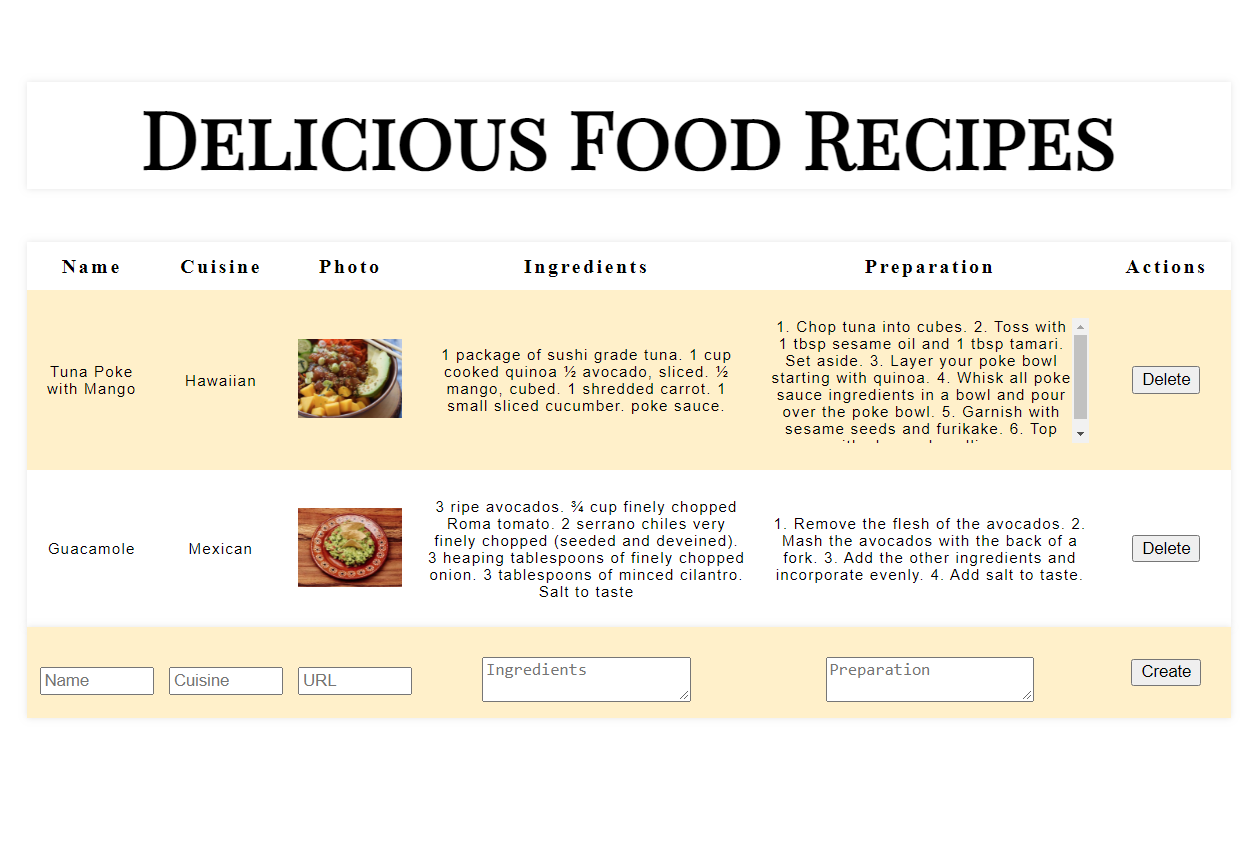 Delicious Food Recipes
Name Cuisine Photo Ingredients Preparation Actions
Tuna Poke
with Mango
Hawaiian
1 package of sushi grade tuna. 1 cup
cooked quinoa ½ avocado, sliced. ½
mango, cubed. 1 shredded carrot. 1
small sliced cucumber. poke sauce.
1. Chop tuna into cubes. 2. Toss with
1 tbsp sesame oil and 1 tbsp tamari.
Set aside. 3. Layer your poke bowl
starting with quinoa. 4. Whisk all poke
sauce ingredients in a bowl and pour
over the poke bowl. 5. Garnish with
sesame seeds and furikake. 6. Top
Delete
Guacamole
Mexican
3 ripe avocados. ¾ cup finely chopped
Roma tomato. 2 serrano chiles very
finely chopped (seeded and deveined).
3 heaping tablespoons of finely chopped
onion. 3 tablespoons of minced cilantro.
Salt to taste
1. Remove the flesh of the avocados. 2.
Mash the avocados with the back of a
fork. 3. Add the other ingredients and
incorporate evenly. 4. Add salt to taste.
Delete
Name Cuisine URL Ingredients Preparation Create